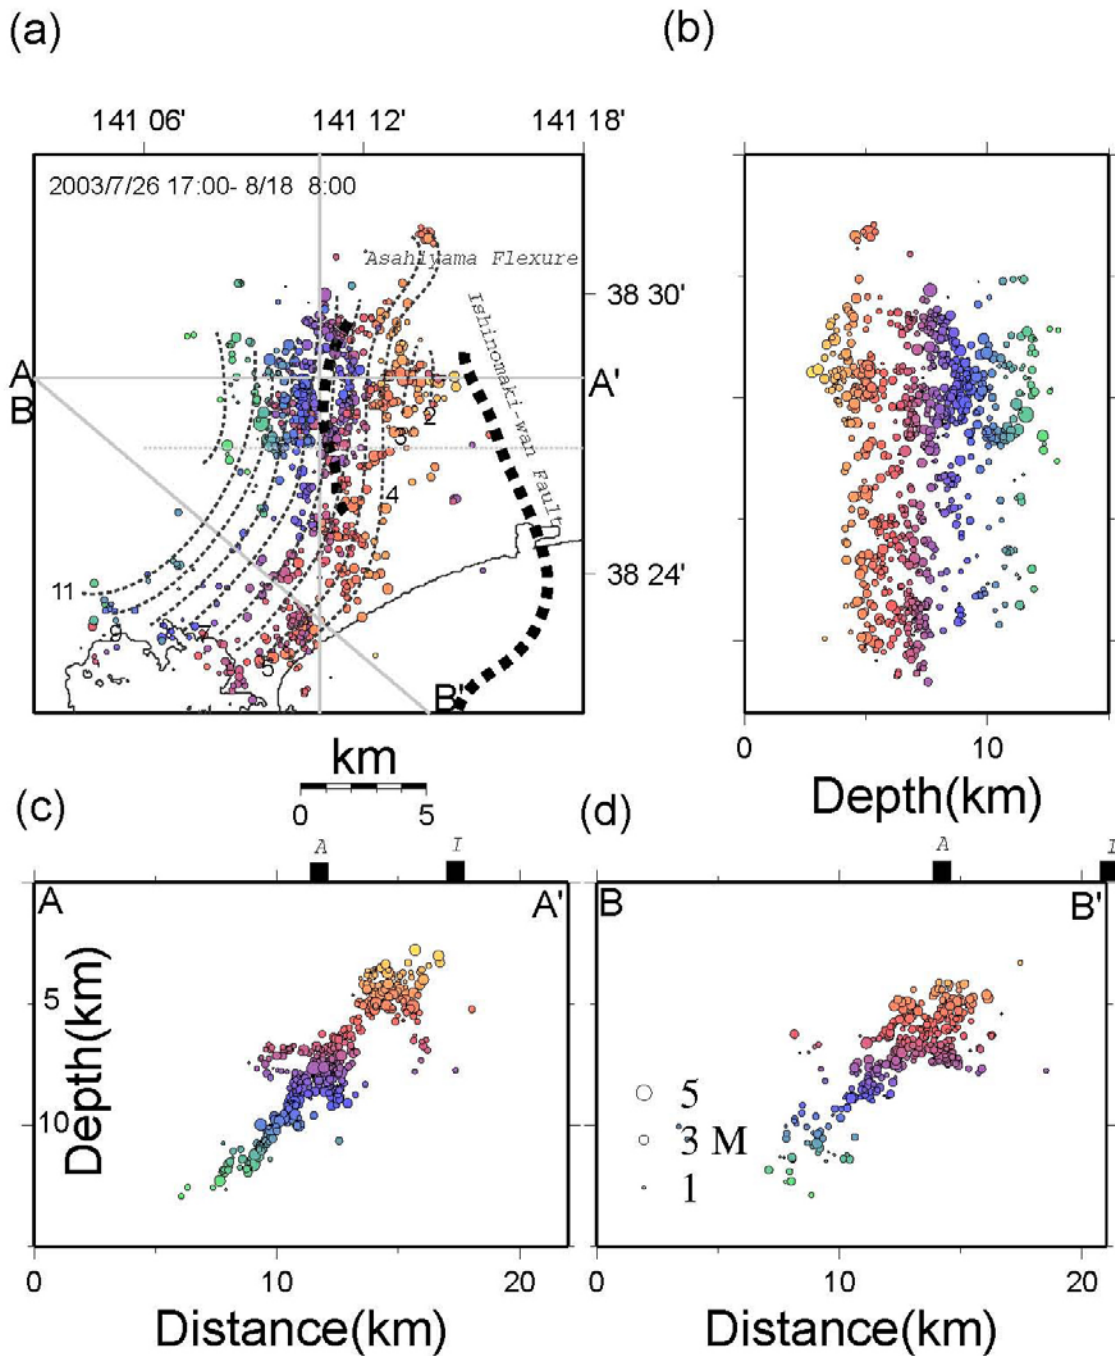 (a)
(b)
141 06'
141 12'
141 18'
2003/7/26 17:00- 8/18 8:00
Asahiyama Flexure
38 30'
Ishinomaki-wan Fault
A
A'
B
2
3
4
38 24'
11
9
7
5
B'
0
10
Depth(km)
km
0
5
(c)
(d)
A
I
A
I
A
A'
B
B'
5
10
Depth(km)
5
3 M
1
0
10
20
Distance(km)
0
10
20
Distance(km)